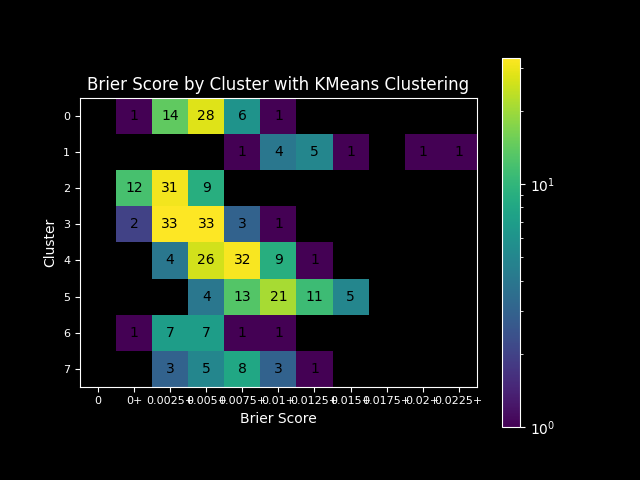 Brier Score by Cluster with KMeans Clustering
0 1 14 28 6 1
1 1 4 5 1 1 1
2 12 31 9
3 2 33 33 3 1
4 4 26 32 9 1
5 4 13 21 11 5
6 1 7 7 1 1
7 3 5 8 3 1
Cluster
0 0+ 0.0025+ 0.005+ 0.0075+ 0.01+ 0.0125+ 0.015+ 0.0175+ 0.02+ 0.0225+
Brier Score
10¹
10⁰